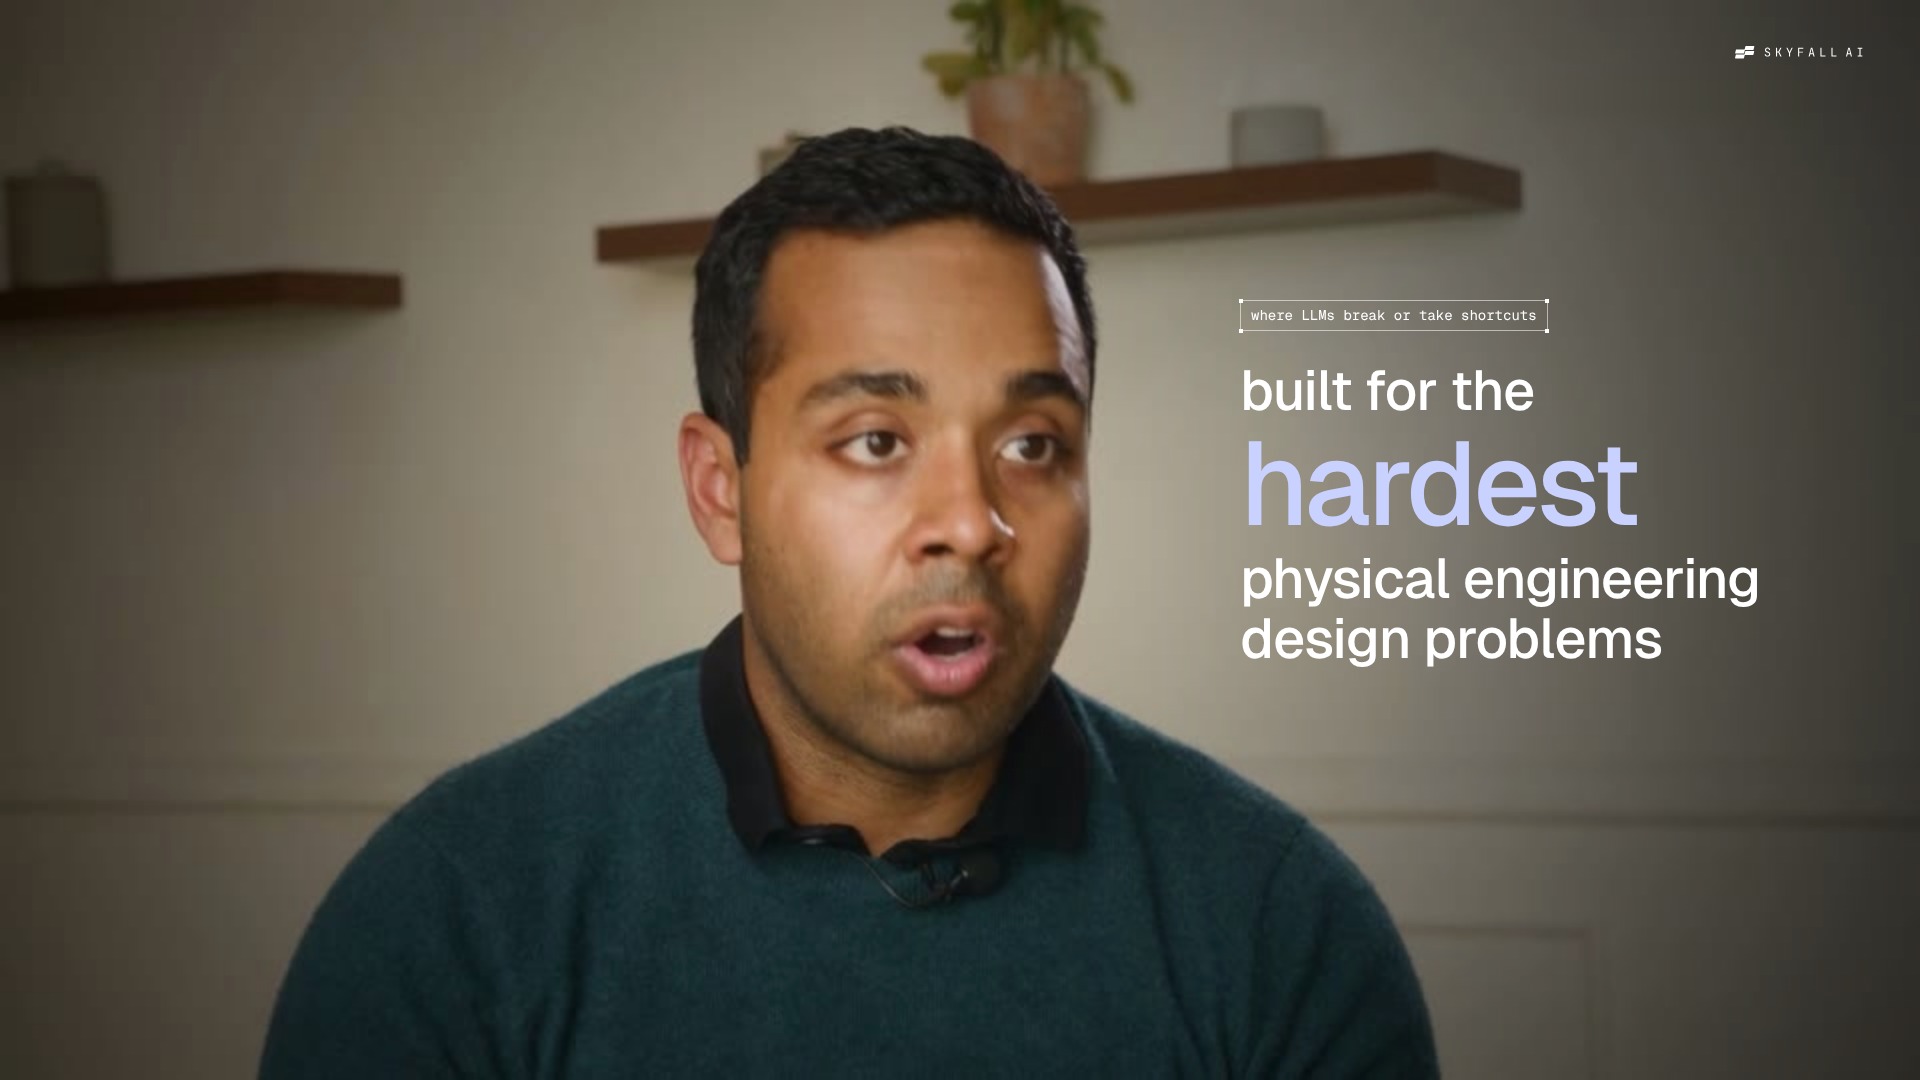 SKYFALL AI
where LLMs break or take shortcuts
built for the
hardest
physical engineering
design problems